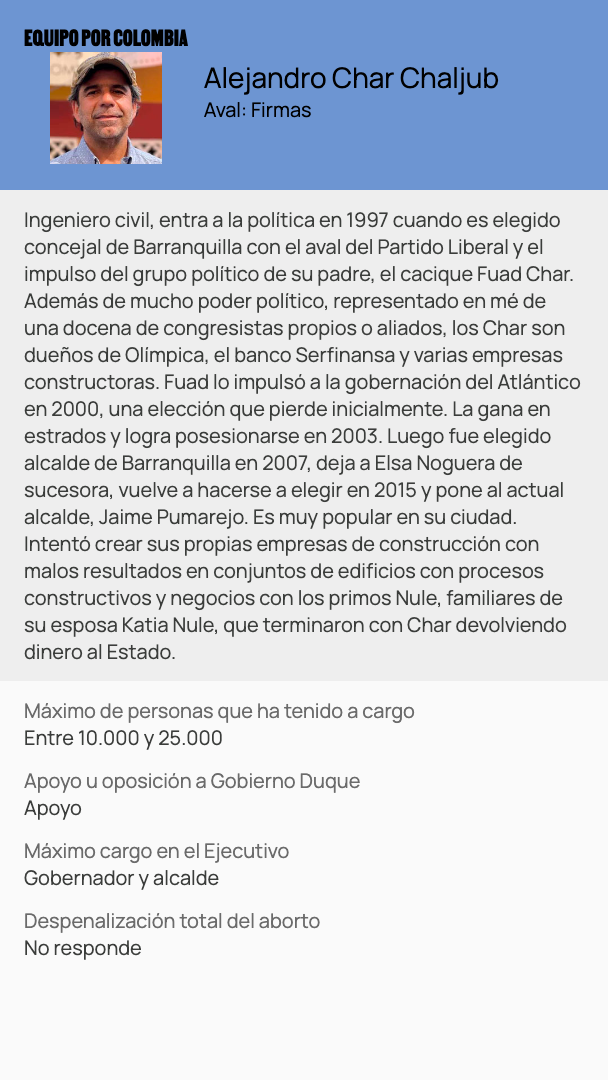 EQUIPO POR COLOMBIA
Alejandro Char Chaljub
Aval: Firmas
Ingeniero civil, entra a la política en 1997 cuando es elegido
concejal de Barranquilla con el aval del Partido Liberal y el
impulso del grupo político de su padre, el cacique Fuad Char.
Además de mucho poder político, representado en mé de
una docena de congresistas propios o aliados, los Char son
dueños de Olímpica, el banco Serfinansa y varias empresas
constructoras. Fuad lo impulsó a la gobernación del Atlántico
en 2000, una elección que pierde inicialmente. La gana en
estrados y logra posesionarse en 2003. Luego fue elegido
alcalde de Barranquilla en 2007, deja a Elsa Noguera de
sucesora, vuelve a hacerse a elegir en 2015 y pone al actual
alcalde, Jaime Pumarejo. Es muy popular en su ciudad.
Intentó crear sus propias empresas de construcción con
malos resultados en conjuntos de edificios con procesos
constructivos y negocios con los primos Nule, familiares de
su esposa Katia Nule, que terminaron con Char devolviendo
dinero al Estado.
Máximo de personas que ha tenido a cargo
Entre 10.000 y 25.000
Apoyo u oposición a Gobierno Duque
Apoyo
Máximo cargo en el Ejecutivo
Gobernador y alcalde
Despenalización total del aborto
No responde